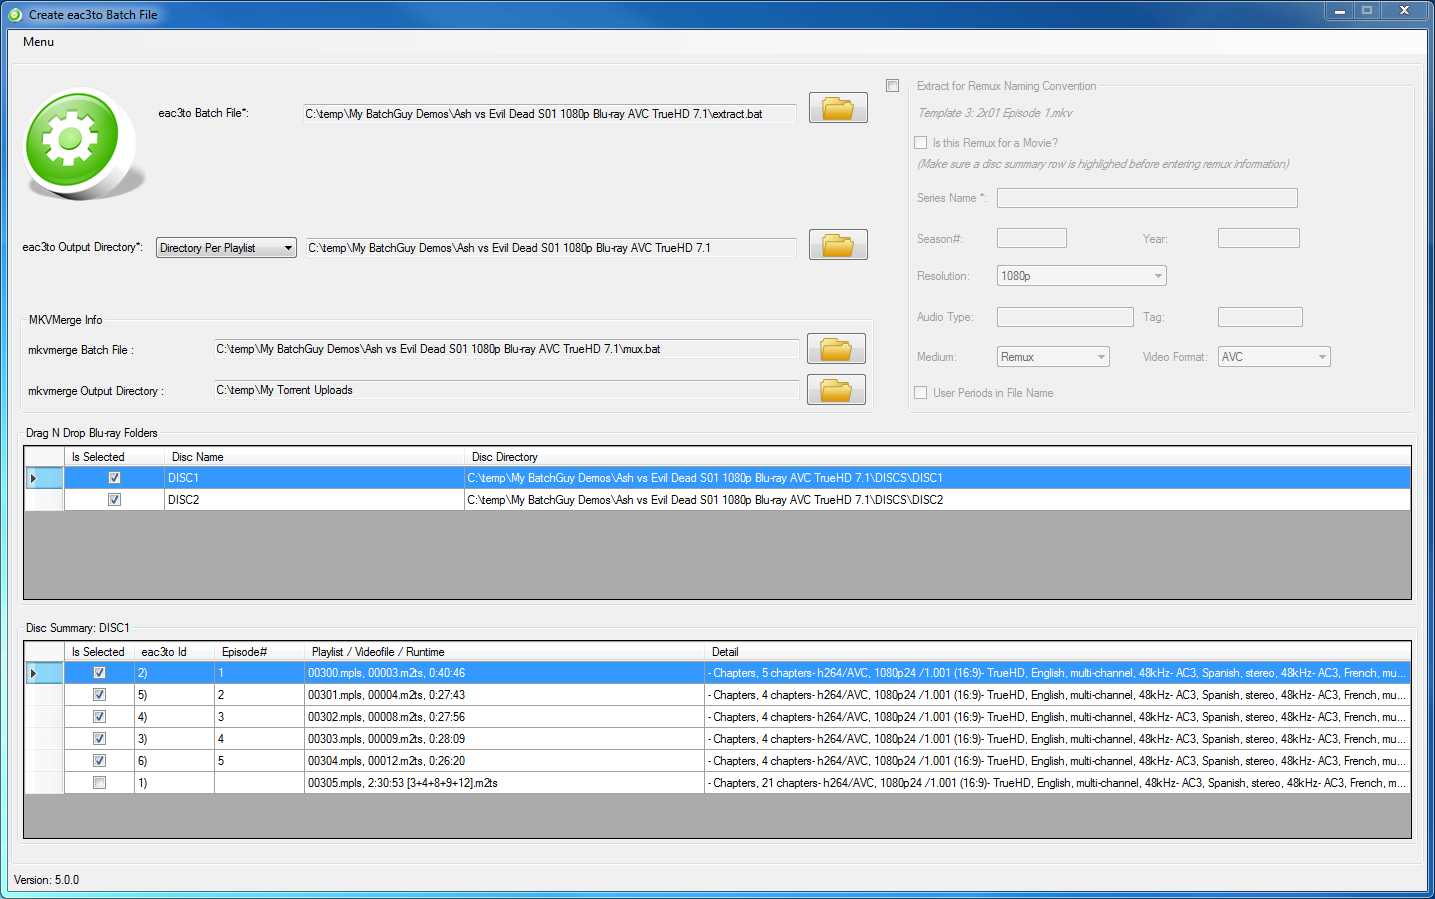 Create eac3to Batch File
Menu
eac3to Batch File*: C:\temp\My BatchGuy Demos\Ash vs Evil Dead S01 1080p Blu-ray AVC TrueHD 7.1\extract.bat
eac3to Output Directory*: Directory Per Playlist C:\temp\My BatchGuy Demos\Ash vs Evil Dead S01 1080p Blu-ray AVC TrueHD 7.1
MKVMerge Info
mkvmerge Batch File : C:\temp\My BatchGuy Demos\Ash vs Evil Dead S01 1080p Blu-ray AVC TrueHD 7.1\mux.bat
mkvmerge Output Directory : C:\temp\My Torrent Uploads
Extract for Remux Naming Convention
Template 3: 2x01 Episode 1.mkv
Is this Remux for a Movie?
(Make sure a disc summary row is highlighed before entering remux information)
Series Name *:
Season#: Year:
Resolution: 1080p
Audio Type: Tag:
Medium: Remux Video Format: AVC
User Periods in File Name
Drag N Drop Blu-ray Folders
Is Selected Disc Name Disc Directory
DISC1 C:\temp\My BatchGuy Demos\Ash vs Evil Dead S01 1080p Blu-ray AVC TrueHD 7.1\DISCS\DISC1
DISC2 C:\temp\My BatchGuy Demos\Ash vs Evil Dead S01 1080p Blu-ray AVC TrueHD 7.1\DISCS\DISC2
Disc Summary: DISC1
Is Selected eac3to Id Episode# Playlist / Videofile / Runtime Detail
2) 1 00300.mpls, 00003.m2ts, 0:40:46 - Chapters, 5 chapters- h264/AVC, 1080p24 /1.001 (16:9)- TrueHD, English, multi-channel, 48kHz- AC3, Spanish, stereo, 48kHz- AC3, French, mu...
5) 2 00301.mpls, 00004.m2ts, 0:27:43 - Chapters, 4 chapters- h264/AVC, 1080p24 /1.001 (16:9)- TrueHD, English, multi-channel, 48kHz- AC3, Spanish, stereo, 48kHz- AC3, French, mu...
4) 3 00302.mpls, 00008.m2ts, 0:27:56 - Chapters, 4 chapters- h264/AVC, 1080p24 /1.001 (16:9)- TrueHD, English, multi-channel, 48kHz- AC3, Spanish, stereo, 48kHz- AC3, French, mu...
3) 4 00303.mpls, 00009.m2ts, 0:28:09 - Chapters, 4 chapters- h264/AVC, 1080p24 /1.001 (16:9)- TrueHD, English, multi-channel, 48kHz- AC3, Spanish, stereo, 48kHz- AC3, French, mu...
6) 5 00304.mpls, 00012.m2ts, 0:26:20 - Chapters, 4 chapters- h264/AVC, 1080p24 /1.001 (16:9)- TrueHD, English, multi-channel, 48kHz- AC3, Spanish, stereo, 48kHz- AC3, French, mu...
1) 00305.mpls, 2:30:53 [3+4+8+9+12].m2ts - Chapters, 21 chapters- h264/AVC, 1080p24 /1.001 (16:9)- TrueHD, English, multi-channel, 48kHz- AC3, Spanish, stereo, 48kHz- AC3, French, m...
Version: 5.0.0